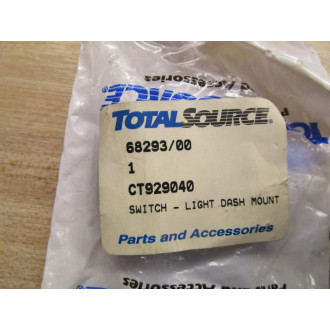 TOTALSOURCE®
68293/00
1
CT929040
SWITCH - LIGHT DASH MOUNT
Parts and Accessories